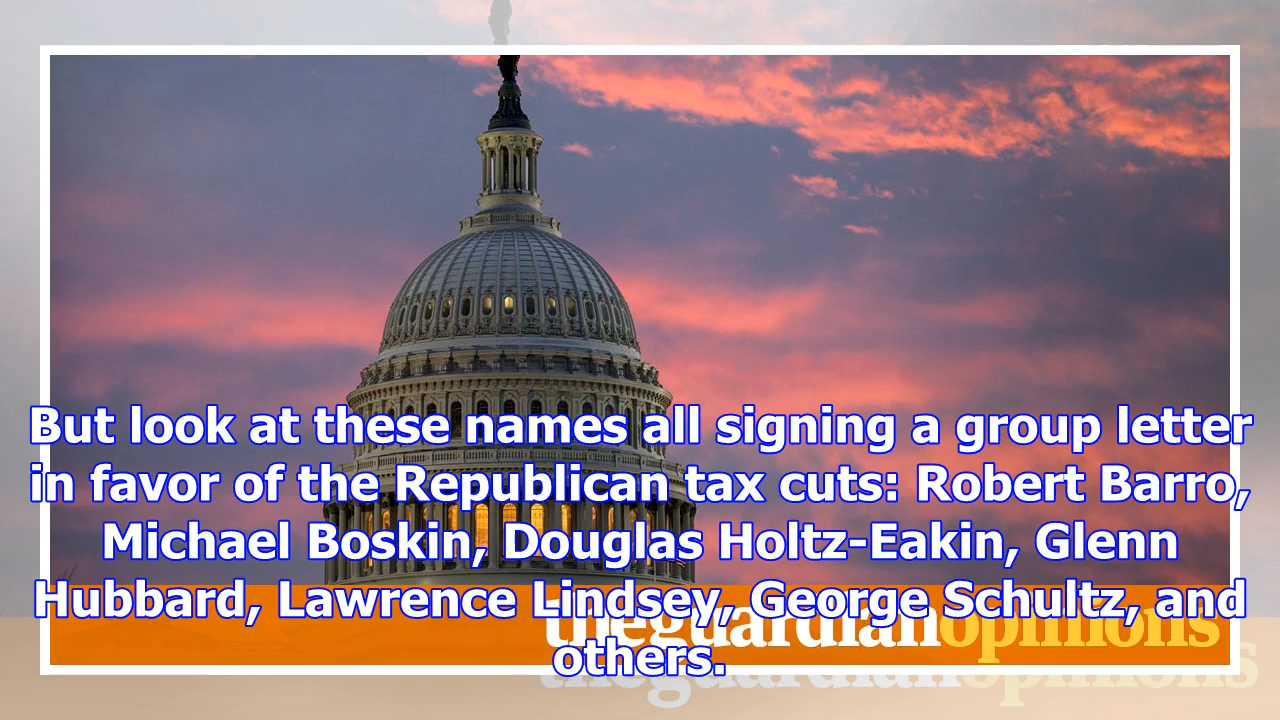 But look at these names all signing a group letter
in favor of the Republican tax cuts: Robert Barro,
Michael Boskin, Douglas Holtz-Eakin, Glenn
Hubbard, Lawrence Lindsey, George Schultz, and
theguardianopinions
others.
theguardianopinions